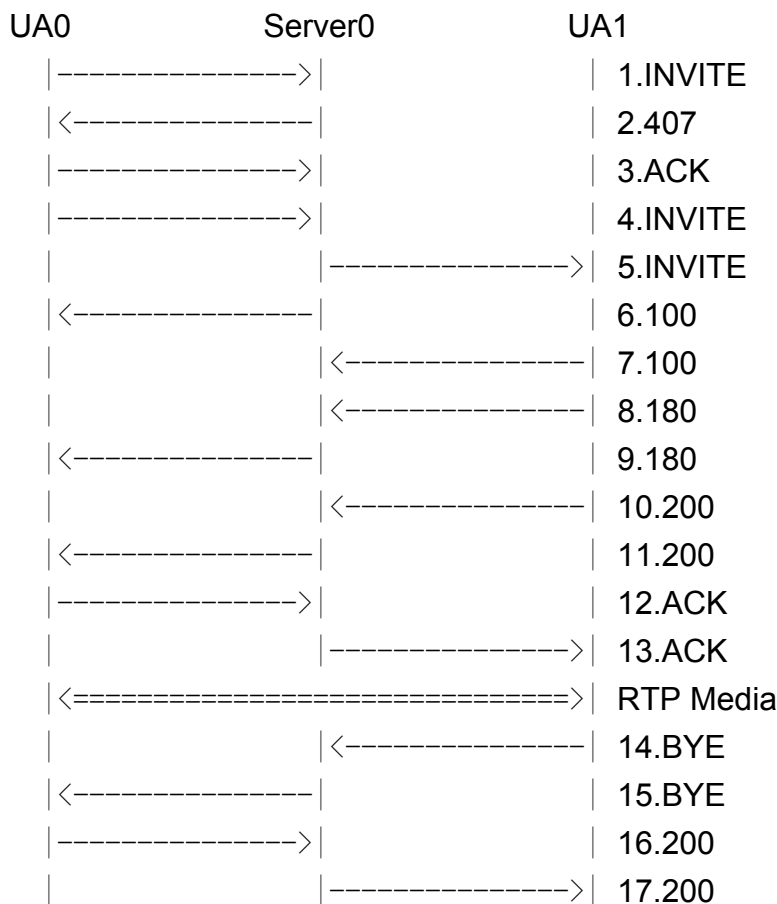 UA0 Server0 UA1
|--------------->| | 1.INVITE
|<---------------| | 2.407
|--------------->| | 3.ACK
|--------------->| | 4.INVITE
| |--------------->| 5.INVITE
|<---------------| | 6.100
| |<---------------| 7.100
| |<---------------| 8.180
|<---------------| | 9.180
| |<---------------| 10.200
|<---------------| | 11.200
|--------------->| | 12.ACK
| |--------------->| 13.ACK
|<===============================>| RTP Media
| |<---------------| 14.BYE
|<---------------| | 15.BYE
|--------------->| | 16.200
| |--------------->| 17.200